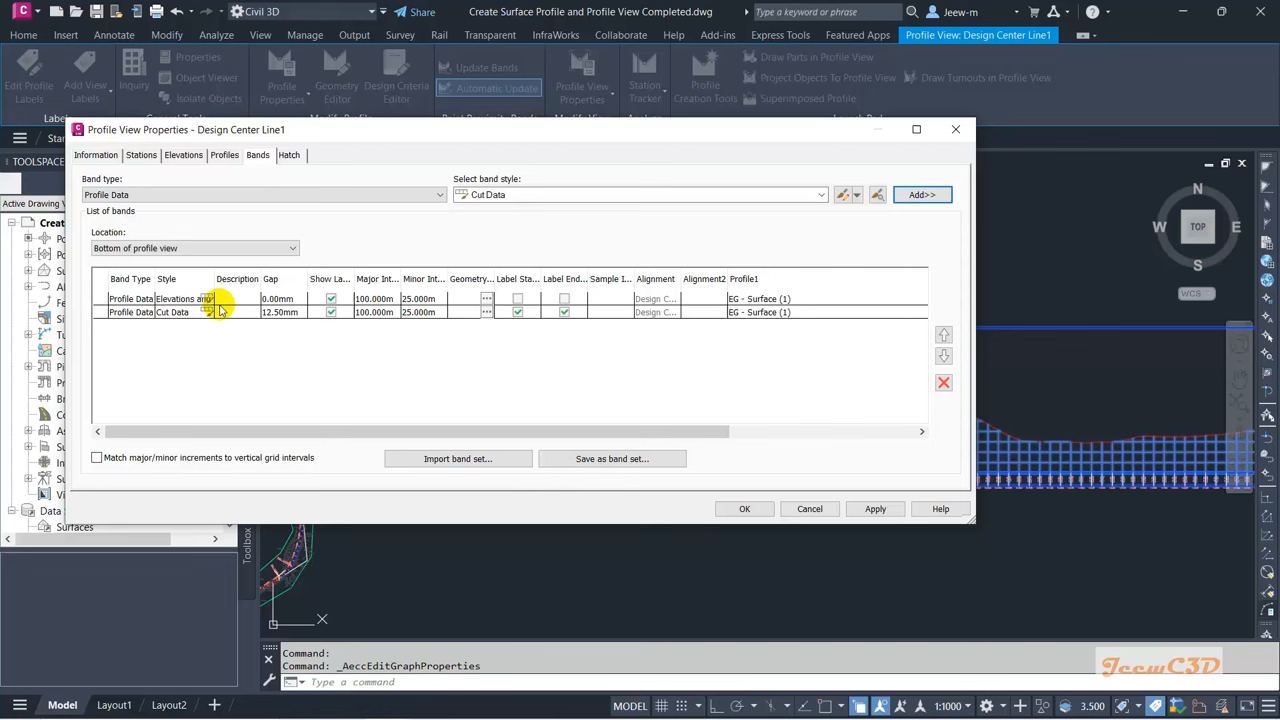 Civil 3D
Share
Create Surface Profile and Profile View Completed.dwg
Type a keyword or phrase
Jeew-m
Home Insert Annotate Modify Analyze View Manage Output Survey Rail Transparent InfraWorks Collaborate Help Add-ins Express Tools Featured Apps Profile View: Design Center Line1
Edit Profile Labels
Add View Labels
Inquiry
Properties
Object Viewer
Isolate Objects
Profile Properties
Geometry Editor
Design Criteria Editor
Update Bands
Automatic Update
Profile View Properties
Station Tracker
Profile Creation Tools
Draw Parts in Profile View
Project Objects To Profile View
Superimposed Profile
Draw Turnouts in Profile View
TOOLSPACE
Profile View Properties - Design Center Line1
Information Stations Elevations Profiles Bands Hatch
Band type:
Profile Data
Select band style:
Cut Data
Add>>
List of bands
Location:
Bottom of profile view
Band Type Style Description Gap Show La... Major Int... Minor Int... Geometry... Label Sta... Label End... Sample I... Alignment Alignment2 Profile1
Profile Data Elevations and 0.00mm 100.000m 25.000m Design C... EG - Surface (1)
Profile Data Cut Data 12.50mm 100.000m 25.000m Design C... EG - Surface (1)
Match major/minor increments to vertical grid intervals
Import band set...
Save as band set...
OK Cancel Apply Help
N
W TOP E
S
WCS
Surfaces
Toolbox
Command:
Command: _AeccEditGraphProperties
Type a command
JeewC3D
Model Layout1 Layout2
MODEL
1:1000
3.500